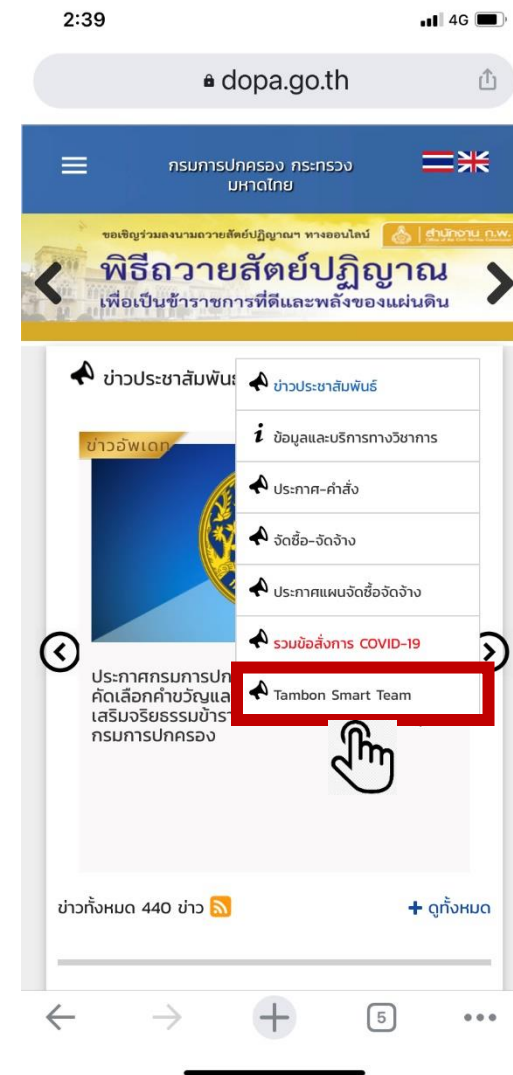 2:39
4G
dopa.go.th
กรมการปกครอง กระทรวง
มหาดไทย
ขอเชิญร่วมลงนามถวายสัตย์ปฏิญาณฯ ทางออนไลน์
สำนักงาน ก.พ.
พิธีถวายสัตย์ปฏิญาณ
เพื่อเป็นข้าราชการที่ดีและพลังของแผ่นดิน
ข่าวประชาสัมพันธ์
ข่าวประชาสัมพันธ์
ข้อมูลและบริการทางวิชาการ
ประกาศ-คำสั่ง
จัดซื้อ-จัดจ้าง
ประกาศแผนจัดซื้อจัดจ้าง
รวมข้อสั่งการ COVID-19
Tambon Smart Team
ข่าวอัพเดท
ประกาศกรมการปก
คัดเลือกคำขวัญและ
เสริมจริยธรรมข้ารา
กรมการปกครอง
ข่าวทั้งหมด 440 ข่าว
ดูทั้งหมด
5